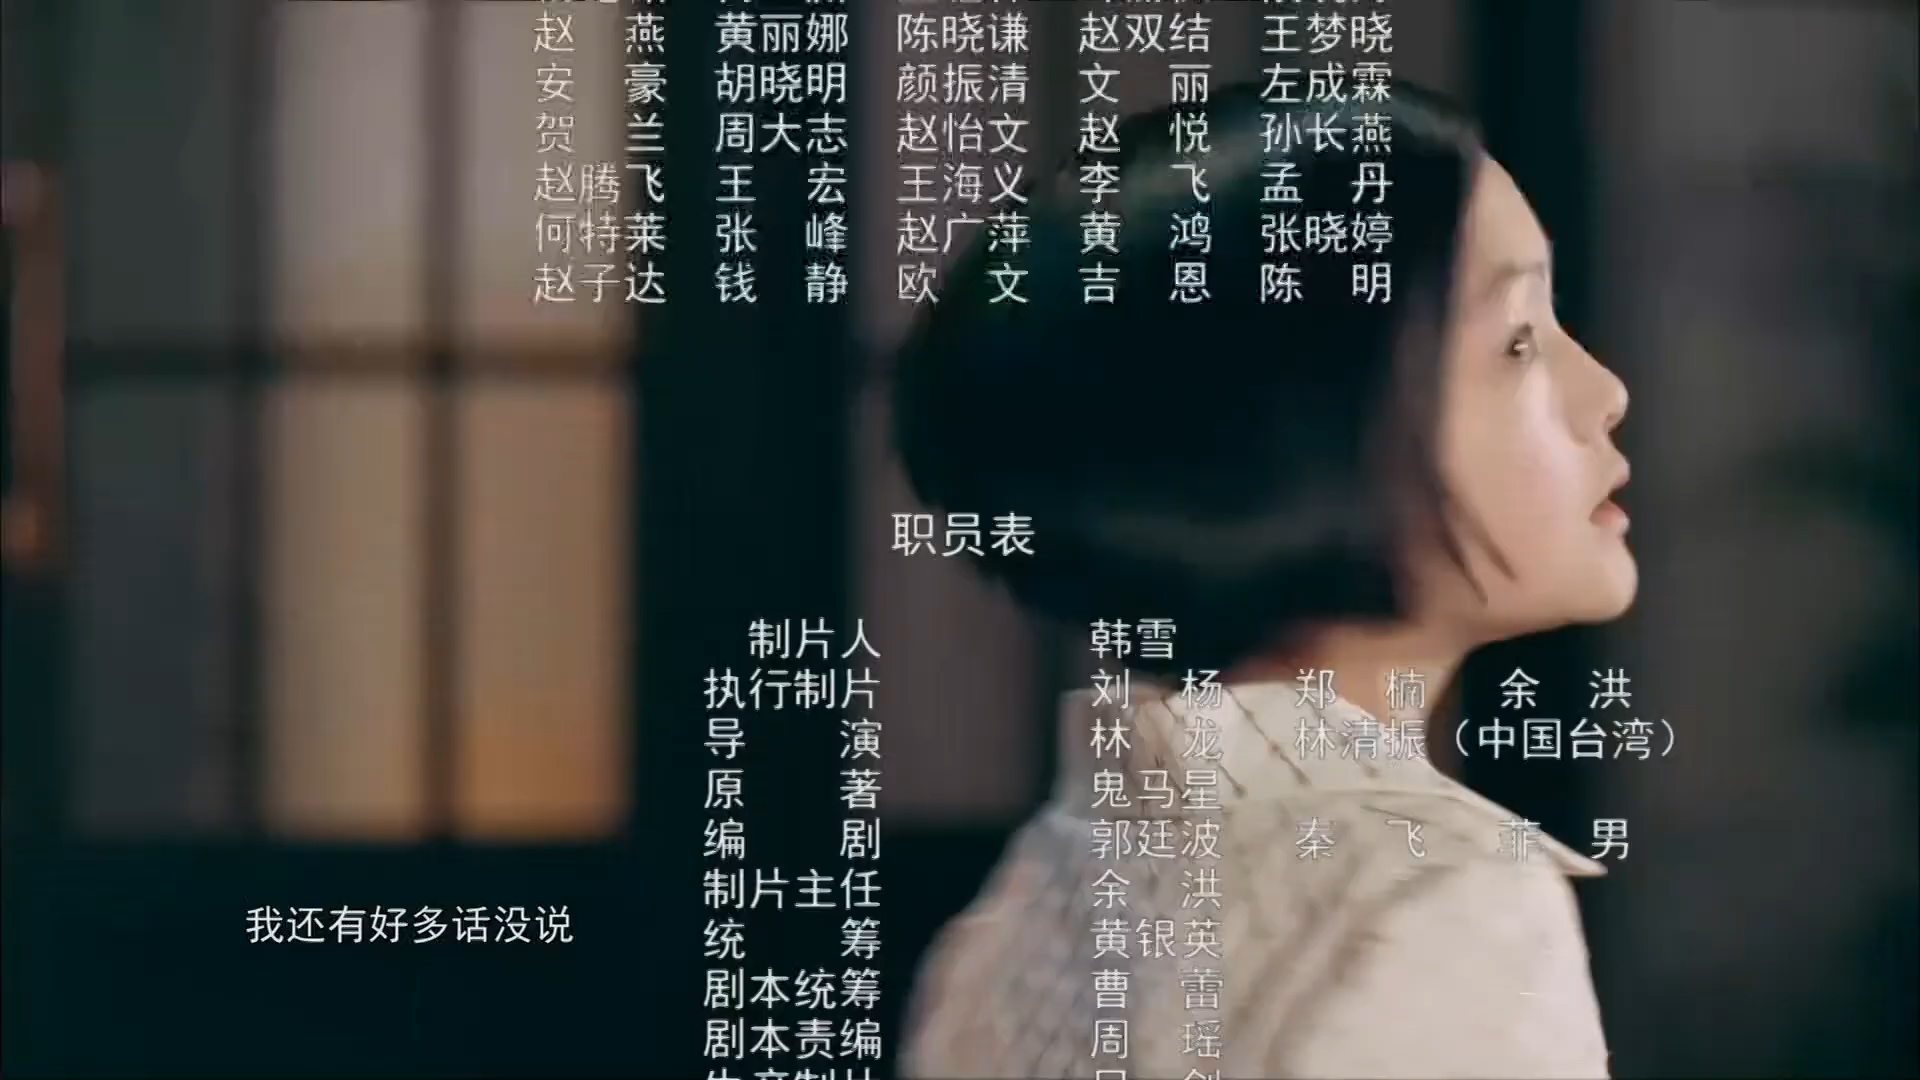 赵 燕 黄丽娜 陈晓谦 赵双结 王梦晓
安 豪 胡晓明 颜振清 文 丽 左成霖
贺 兰 周大志 赵怡文 赵 悦 孙长燕
赵腾飞 王 宏 王海义 李 飞 孟 丹
何特莱 张 峰 赵广萍 黄 鸿 张晓婷
赵子达 钱 静 欧 文 吉 恩 陈 明
职员表
制片人 韩雪
执行制片 刘 杨 郑 楠 余 洪
导 演 林 龙 林清振（中国台湾）
原 著 鬼马星
编 剧 郭廷波 秦 飞 菲 男
制片主任 余 洪
统 筹 黄银英
剧本统筹 曹 蕾
剧本责编 周 瑶
我还有好多话没说